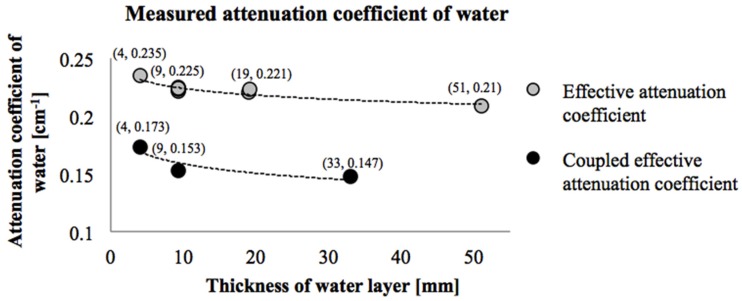 Measured attenuation coefficient of water
Attenuation coefficient of
water [cm⁻¹]
0.25
0.2
0.15
0.1
(4, 0.235)
(9, 0.225)
(19, 0.221)
(51, 0.21)
(4, 0.173)
(9, 0.153)
(33, 0.147)
0
10
20
30
40
50
Thickness of water layer [mm]
Effective attenuation
coefficient
Coupled effective
attenuation coefficient